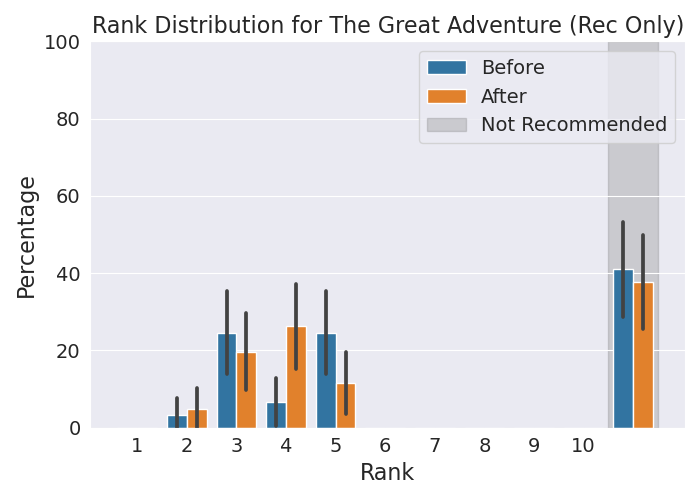 Rank Distribution for The Great Adventure (Rec Only)
100
80
60
40
20
0
Percentage
Before
After
Not Recommended
1 2 3 4 5 6 7 8 9 10
Rank